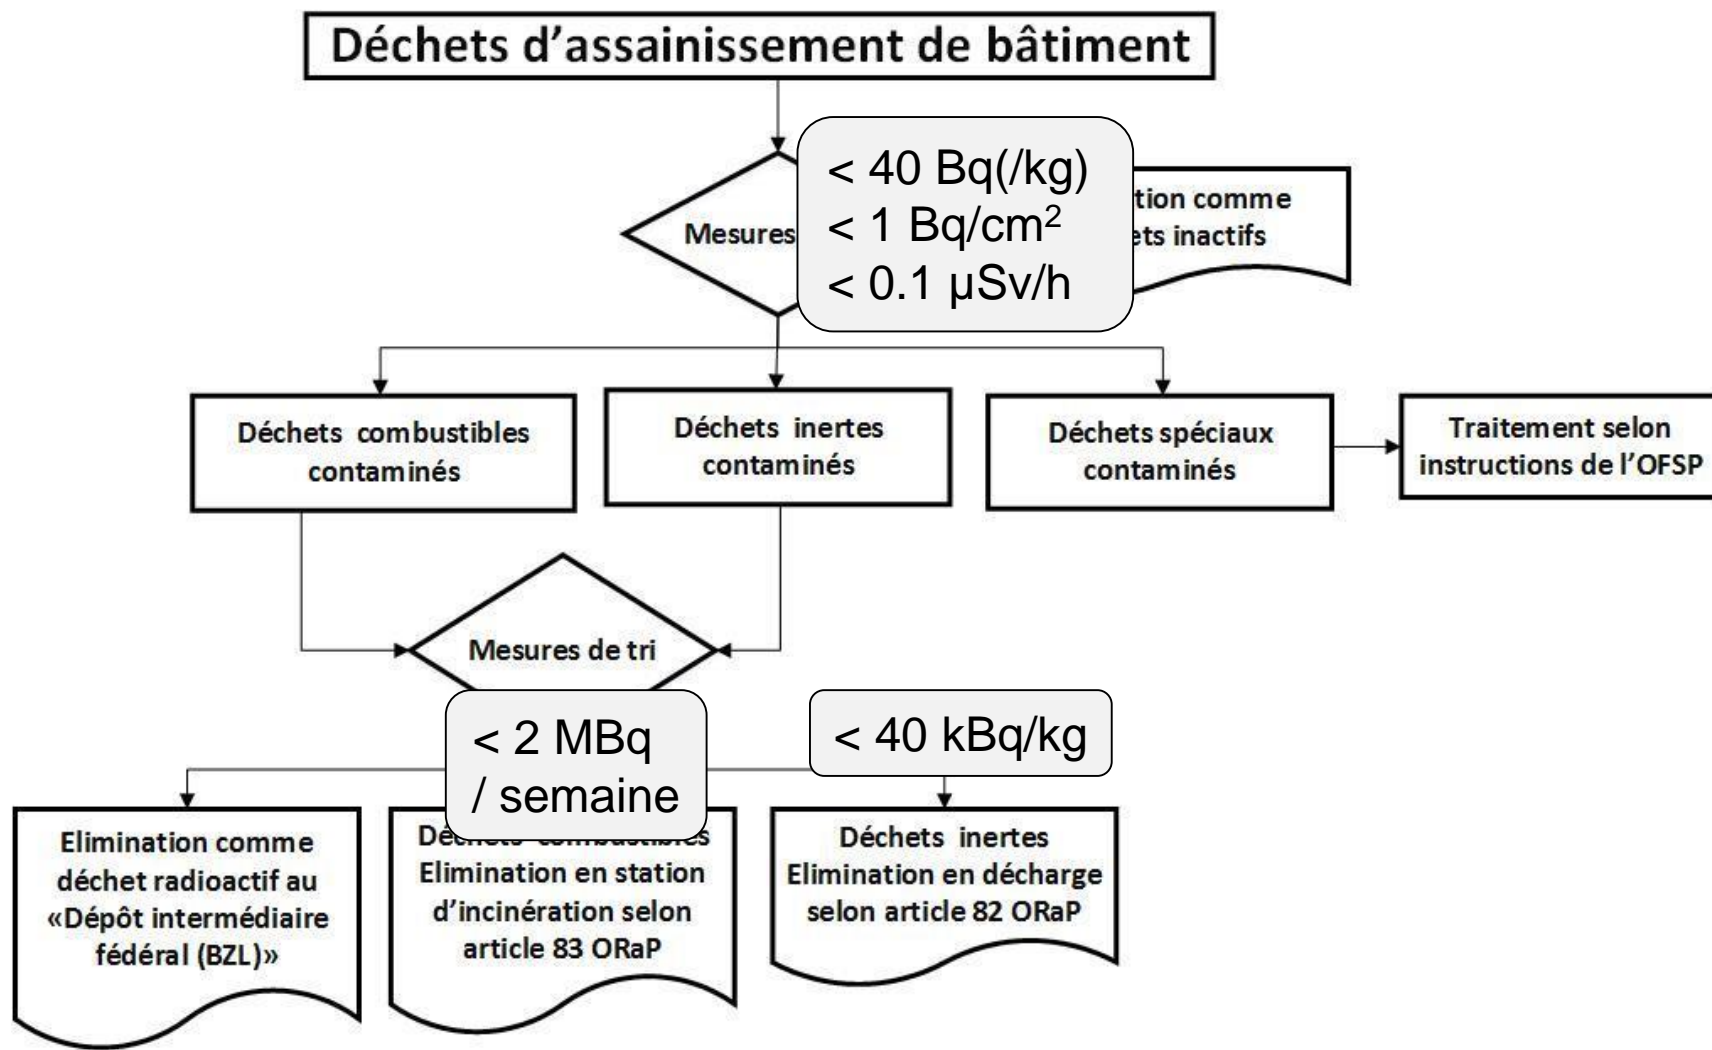 Déchets d’assainissement de bâtiment
< 40 Bq(/kg)
< 1 Bq/cm²
< 0.1 µSv/h
Mesures
tion comme
ets inactifs
Déchets combustibles
contaminés
Déchets inertes
contaminés
Déchets spéciaux
contaminés
Traitement selon
instructions de l’OFSP
Mesures de tri
< 2 MBq
/ semaine
< 40 kBq/kg
Elimination comme
déchet radioactif au
«Dépôt intermédiaire
fédéral (BZL)»
Déchets combustibles
Elimination en station
d’incinération selon
article 83 ORaP
Déchets inertes
Elimination en décharge
selon article 82 ORaP